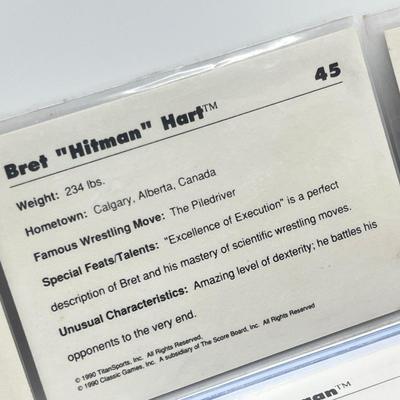 45
Bret "Hitman" Hart™
Weight: 234 lbs.
Hometown: Calgary, Alberta, Canada
Famous Wrestling Move: The Piledriver
Special Feats/Talents: "Excellence of Execution" is a perfect
description of Bret and his mastery of scientific wrestling moves.
Unusual Characteristics: Amazing level of dexterity; he battles his
opponents to the very end.
© 1990 TitanSports, Inc. All Rights Reserved.
© 1990 Classic Games, Inc. A subsidiary of The Score Board, Inc. All Rights Reserved